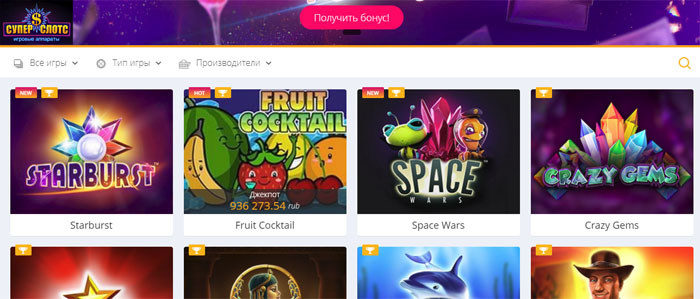 СУПЕР СЛОТС
игровые аппараты
Получить бонус!
Все игры
Тип игры
Производители
NEW
HOT
NEW
STARBURST™
FRUIT
COCKTAIL
Джекпот
936 273.54 rub
SPACE
WARS
CRAZY GEMS
Starburst
Fruit Cocktail
Space Wars
Crazy Gems